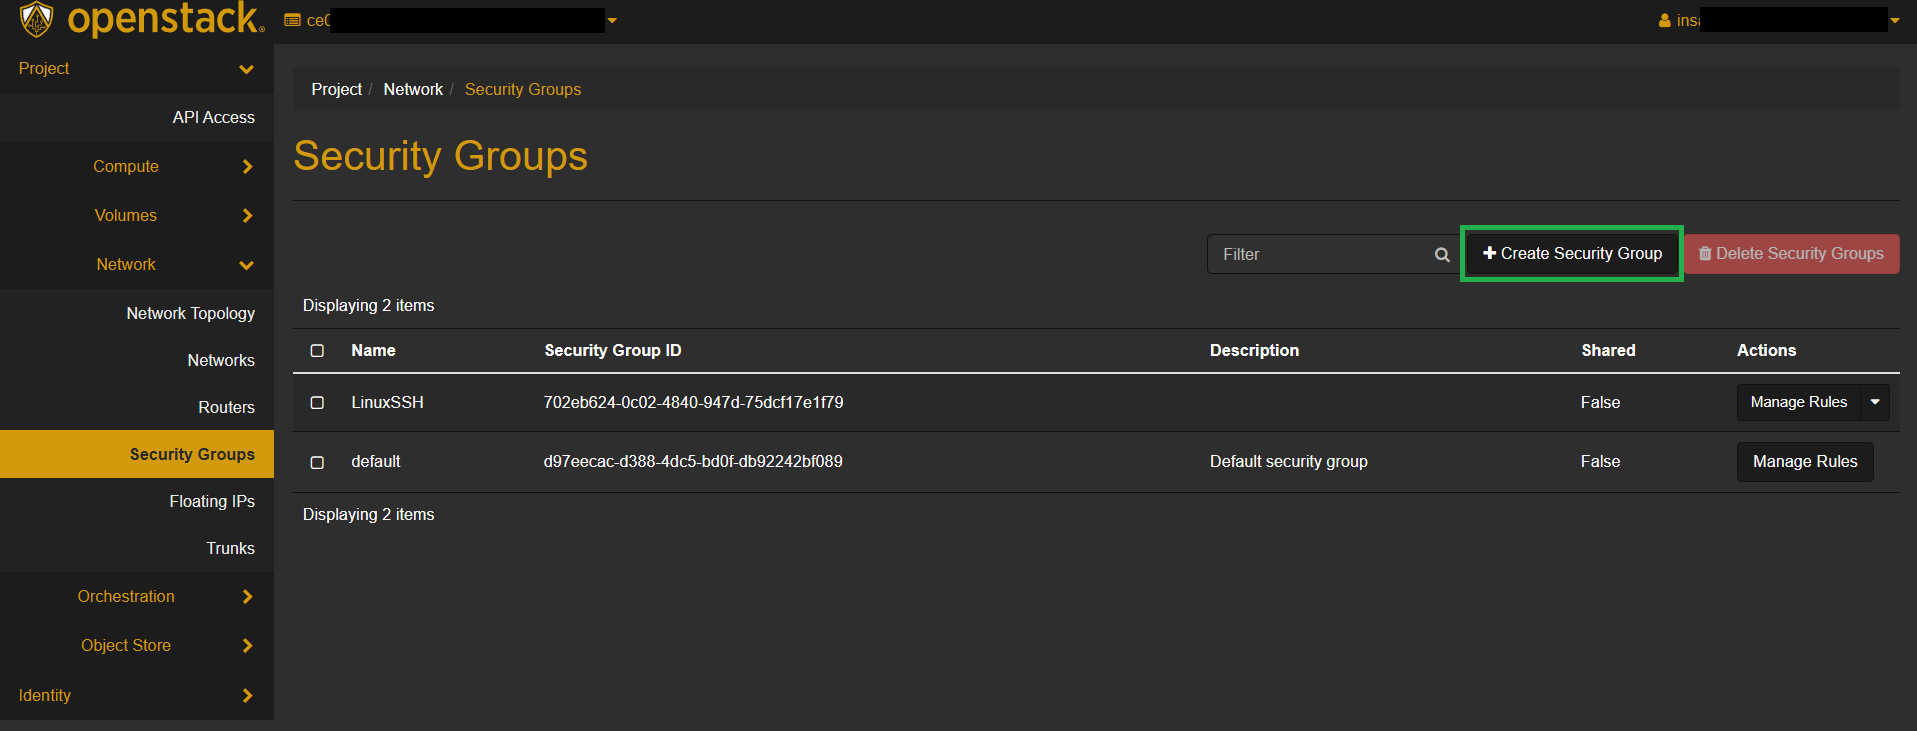 openstack.
ce0
insa
Project
API Access
Compute
Volumes
Network
Network Topology
Networks
Routers
Security Groups
Floating IPs
Trunks
Orchestration
Object Store
Identity
Project / Network / Security Groups
Security Groups
Filter
Create Security Group
Delete Security Groups
Displaying 2 items
Name Security Group ID Description Shared Actions
LinuxSSH 702eb624-0c02-4840-947d-75dcf17e1f79 False Manage Rules
default d97eecac-d388-4dc5-bd0f-db92242bf089 Default security group False Manage Rules
Displaying 2 items